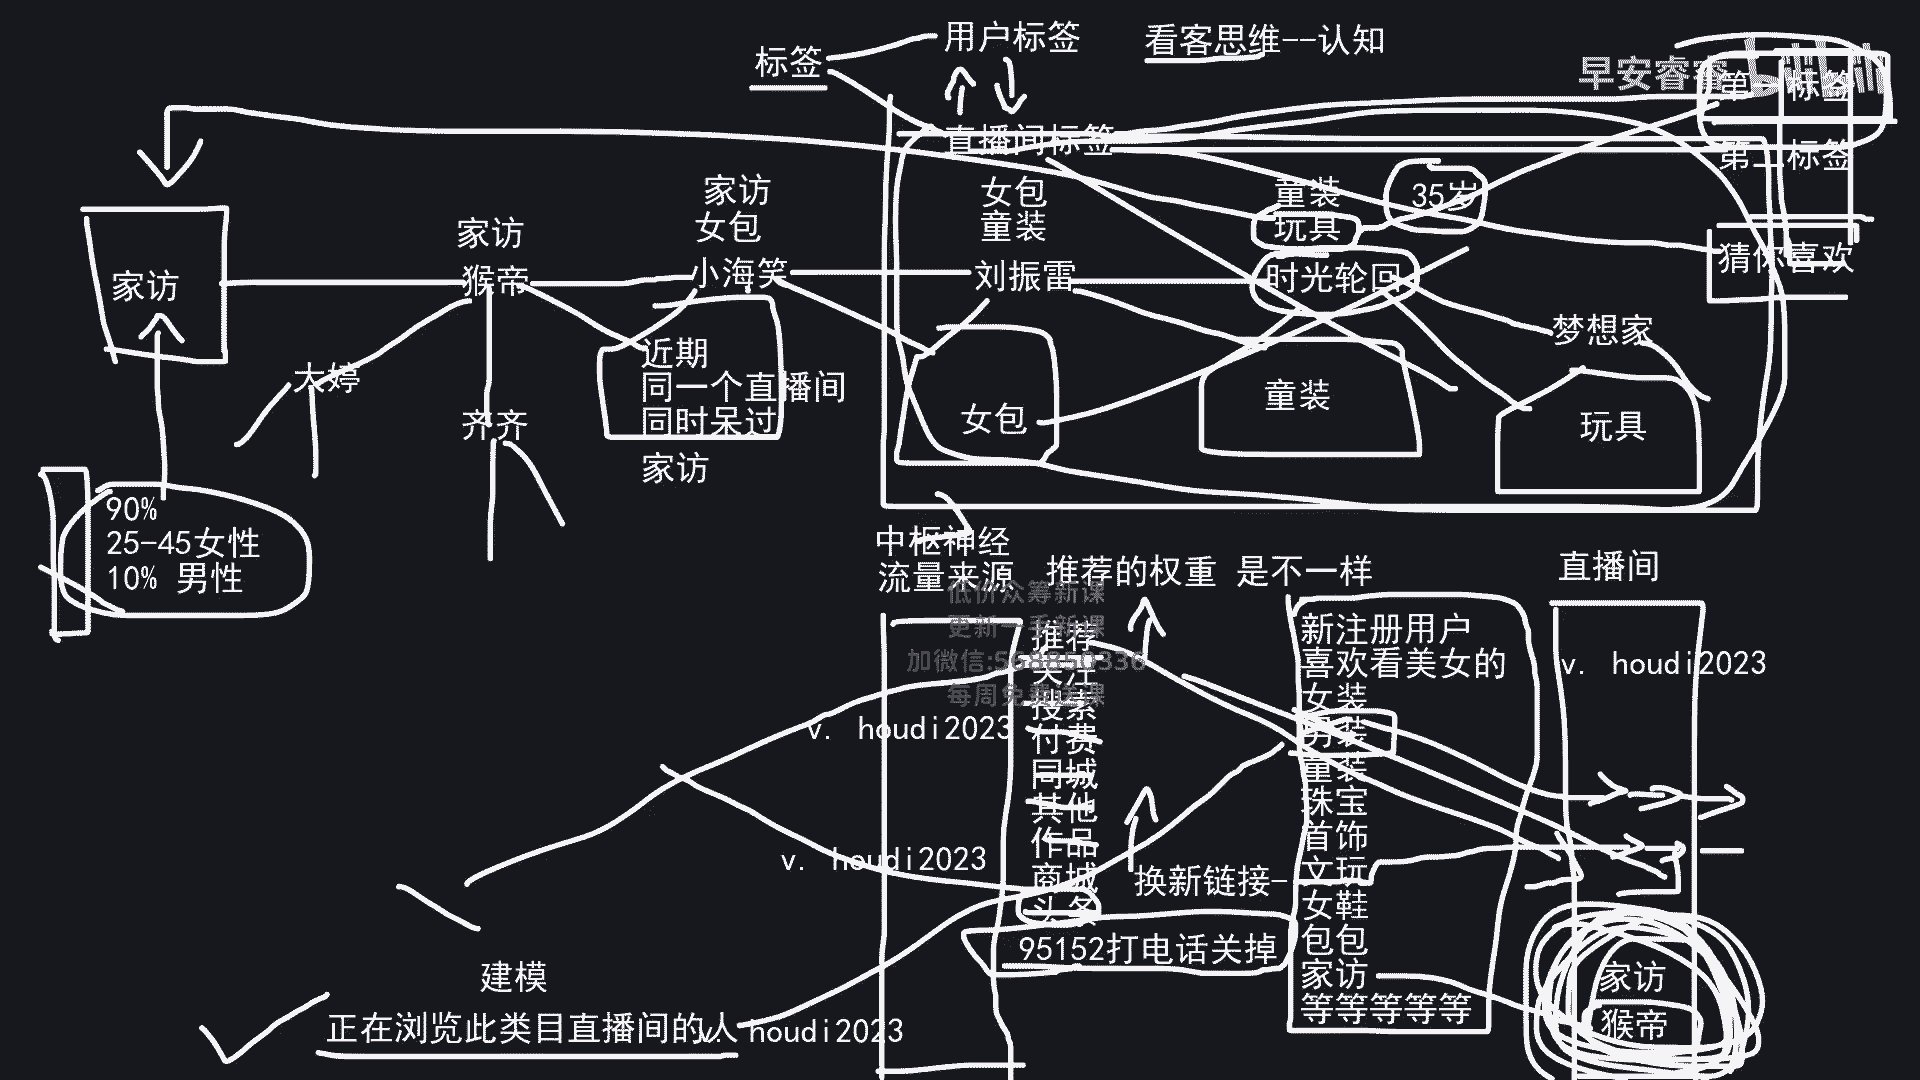 用户标签
看客思维--认知
标签
早安睿睿
第一标签
直播间标签
第二标签
家访
女包
童装
女包
童装
35岁
玩具
家访
猴帝
小海笑
刘振雷
时光轮回
猜你喜欢
家访
大婷
齐齐
近期
同一个直播间
同时呆过
家访
女包
童装
梦想家
玩具
90%
25-45女性
10% 男性
中枢神经
流量来源
推荐的权重 是不一样
直播间
低价众筹新课
更新一手新课
加微信:568850336
每周免费送课
推荐
关注
搜索
付费
同城
其他
作品
商城
头条
换新链接-
95152打电话关掉
新注册用户
喜欢看美女的
女装
男装
童装
珠宝
首饰
文玩
女鞋
包包
家访
等等等等等
v. houdi2023
v. houdi2023
v. houdi2023
家访
猴帝
建模
正在浏览此类目直播间的人
v. houdi2023